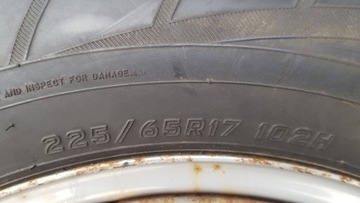 AND INSPECT FOR DAMAGE...
225/65R17 102H